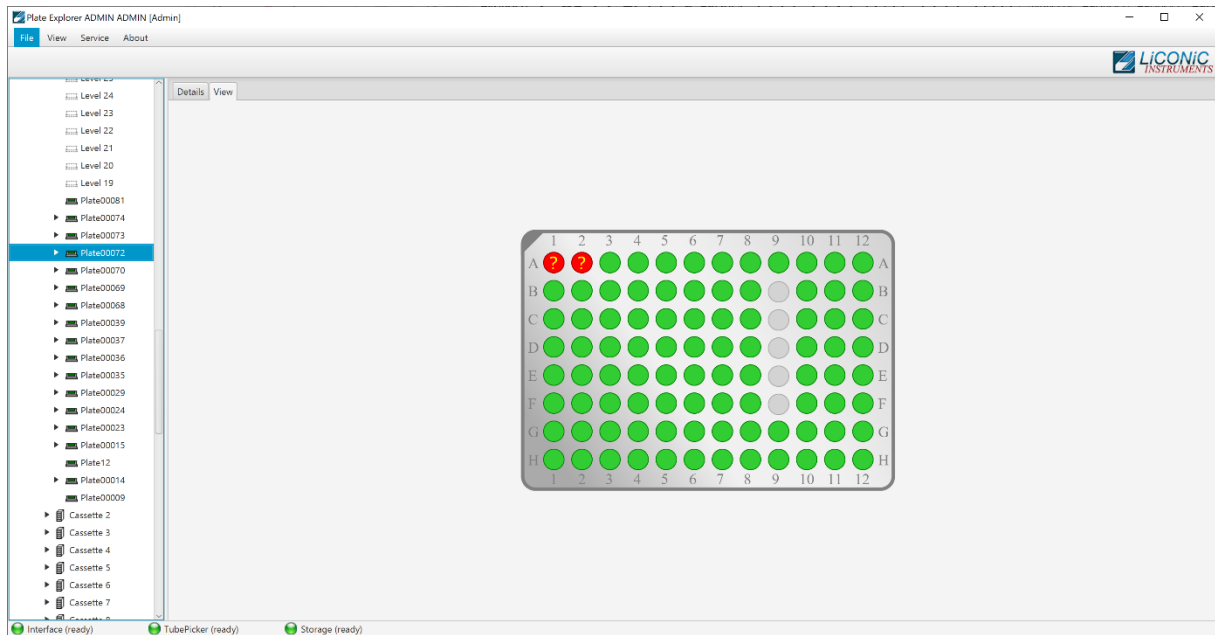 Plate Explorer ADMIN ADMIN [Admin]
File View Service About
LiCONiC
INSTRUMENTS
Details View
Level 24
Level 23
Level 22
Level 21
Level 20
Level 19
Plate00081
Plate00074
Plate00073
Plate00072
Plate00070
Plate00069
Plate00068
Plate00039
Plate00037
Plate00036
Plate00035
Plate00029
Plate00024
Plate00023
Plate00015
Plate12
Plate00014
Plate00009
Cassette 2
Cassette 3
Cassette 4
Cassette 5
Cassette 6
Cassette 7
1 2 3 4 5 6 7 8 9 10 11 12
A ? ? A
B B
C C
D D
E E
F F
G G
H H
1 2 3 4 5 6 7 8 9 10 11 12
Interface (ready) TubePicker (ready) Storage (ready)